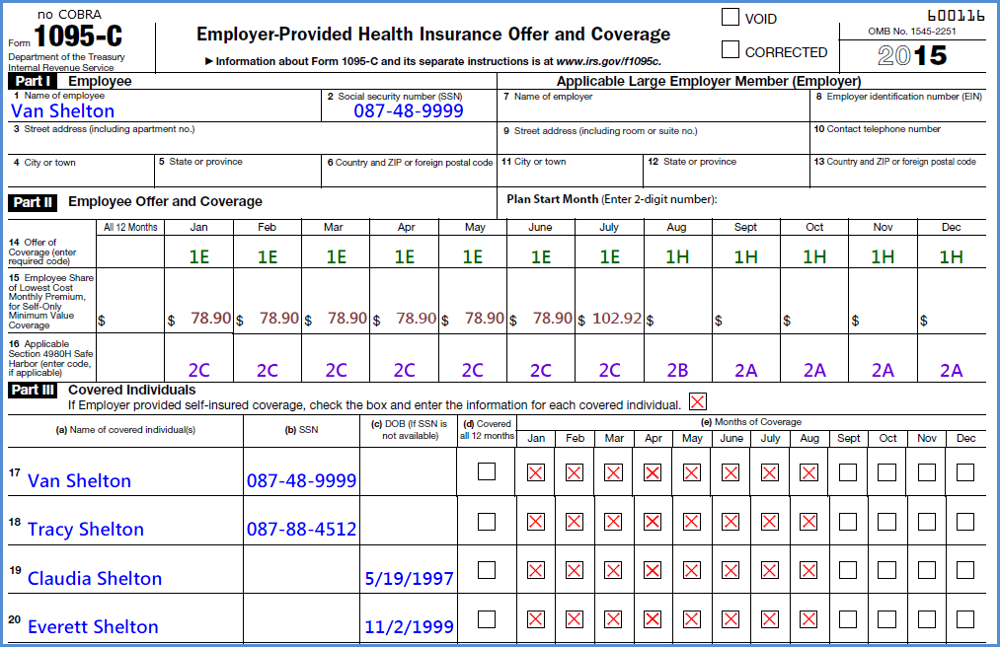 no COBRA
Form 1095-C
Department of the Treasury
Internal Revenue Service
Employer-Provided Health Insurance Offer and Coverage
▶ Information about Form 1095-C and its separate instructions is at www.irs.gov/f1095c.
VOID
CORRECTED
600116
OMB No. 1545-2251
2015
Part I Employee
Applicable Large Employer Member (Employer)
1 Name of employee
Van Shelton
2 Social security number (SSN)
087-48-9999
7 Name of employer
8 Employer identification number (EIN)
3 Street address (including apartment no.)
9 Street address (including room or suite no.)
10 Contact telephone number
4 City or town
5 State or province
6 Country and ZIP or foreign postal code
11 City or town
12 State or province
13 Country and ZIP or foreign postal code
Part II Employee Offer and Coverage
Plan Start Month (Enter 2-digit number):
All 12 Months Jan Feb Mar Apr May June July Aug Sept Oct Nov Dec
14 Offer of
Coverage (enter
required code)
1E 1E 1E 1E 1E 1E 1E 1H 1H 1H 1H 1H
15 Employee Share
of Lowest Cost
Monthly Premium,
for Self-Only
Minimum Value
Coverage
$ $ 78.90 $ 78.90 $ 78.90 $ 78.90 $ 78.90 $ 78.90 $ 102.92 $ $ $ $ $
16 Applicable
Section 4980H Safe
Harbor (enter code,
if applicable)
2C 2C 2C 2C 2C 2C 2C 2B 2A 2A 2A 2A
Part III Covered Individuals
If Employer provided self-insured coverage, check the box and enter the information for each covered individual.
(a) Name of covered individual(s)
(b) SSN
(c) DOB (If SSN is
not available)
(d) Covered
all 12 months
(e) Months of Coverage
Jan Feb Mar Apr May June July Aug Sept Oct Nov Dec
17 Van Shelton 087-48-9999
18 Tracy Shelton 087-88-4512
19 Claudia Shelton 5/19/1997
20 Everett Shelton 11/2/1999